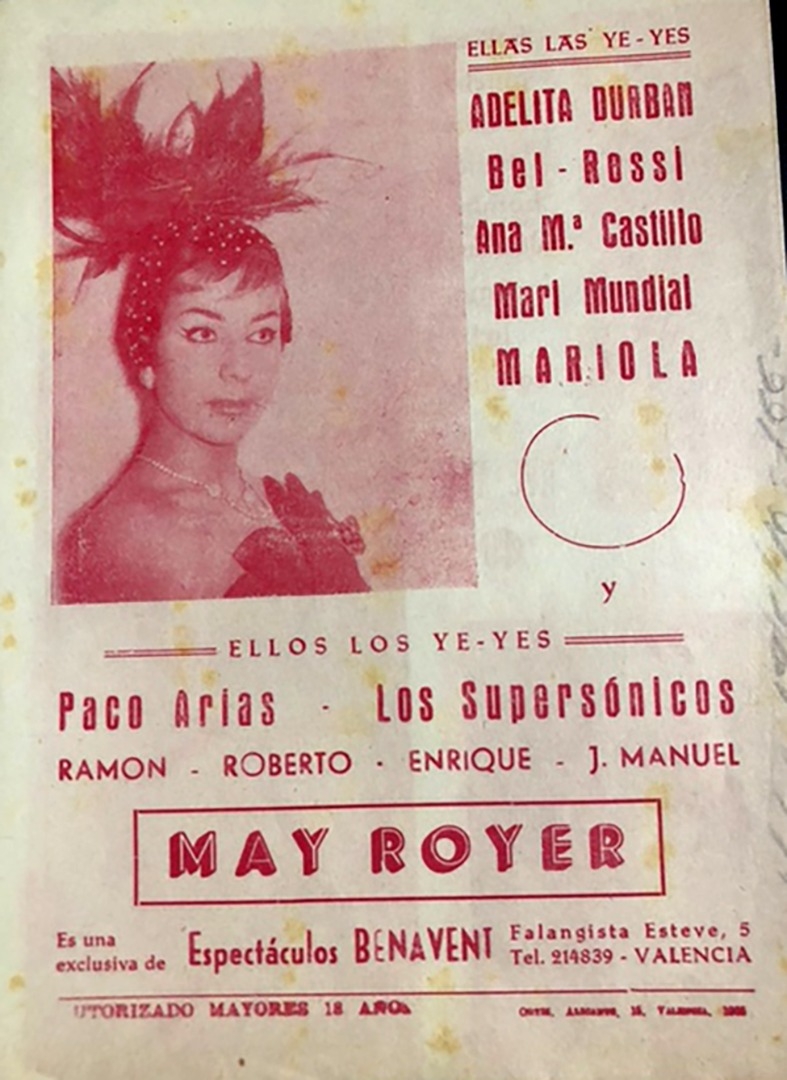 ELLAS LAS YE-YES
ADELITA DURBAN
Bel - Rossi
Ana M.ª Castillo
Mari Mundial
MARIOLA
y
ELLOS LOS YE-YES
Paco Arias - Los Supersónicos
RAMON - ROBERTO - ENRIQUE - J. MANUEL
MAY ROYER
Es una exclusiva de Espectáculos BENAVENT
Falangista Esteve, 5
Tel. 214839 - VALENCIA
UTORIZADO MAYORES 18 AÑOS